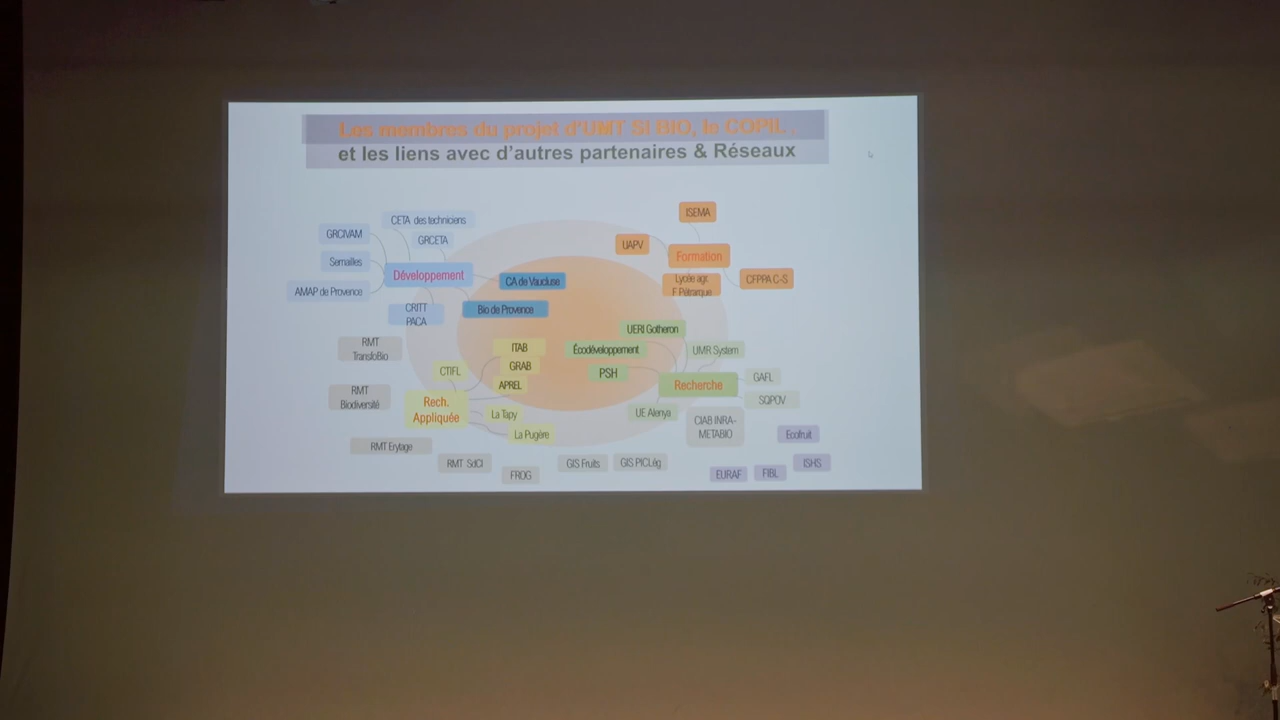 Les membres du projet d'UMT SI BIO, le COPIL,
et les liens avec d'autres partenaires & Réseaux
ISEMA
CETA des techniciens
GRCIVAM
GRCETA
UAPV
Formation
Semailles
Développement
CA de Vaucluse
Lycée agr.
F Pétrarque
CFPPA C-S
AMAP de Provence
CRITT
PACA
Bio de Provence
UERI Gotheron
RMT
TransfoBio
ITAB
Écodéveloppement
UMR System
CTIFL
GRAB
PSH
GAFL
APREL
Recherche
RMT
Biodiversité
Rech.
Appliquée
SQPOV
La Tapy
UE Alenya
CIAB INRA-
METABIO
La Pugère
Ecofruit
RMT Erytage
RMT SdCI
GIS Fruits
GIS PICLég
ISHS
FROG
EURAF
FIBL